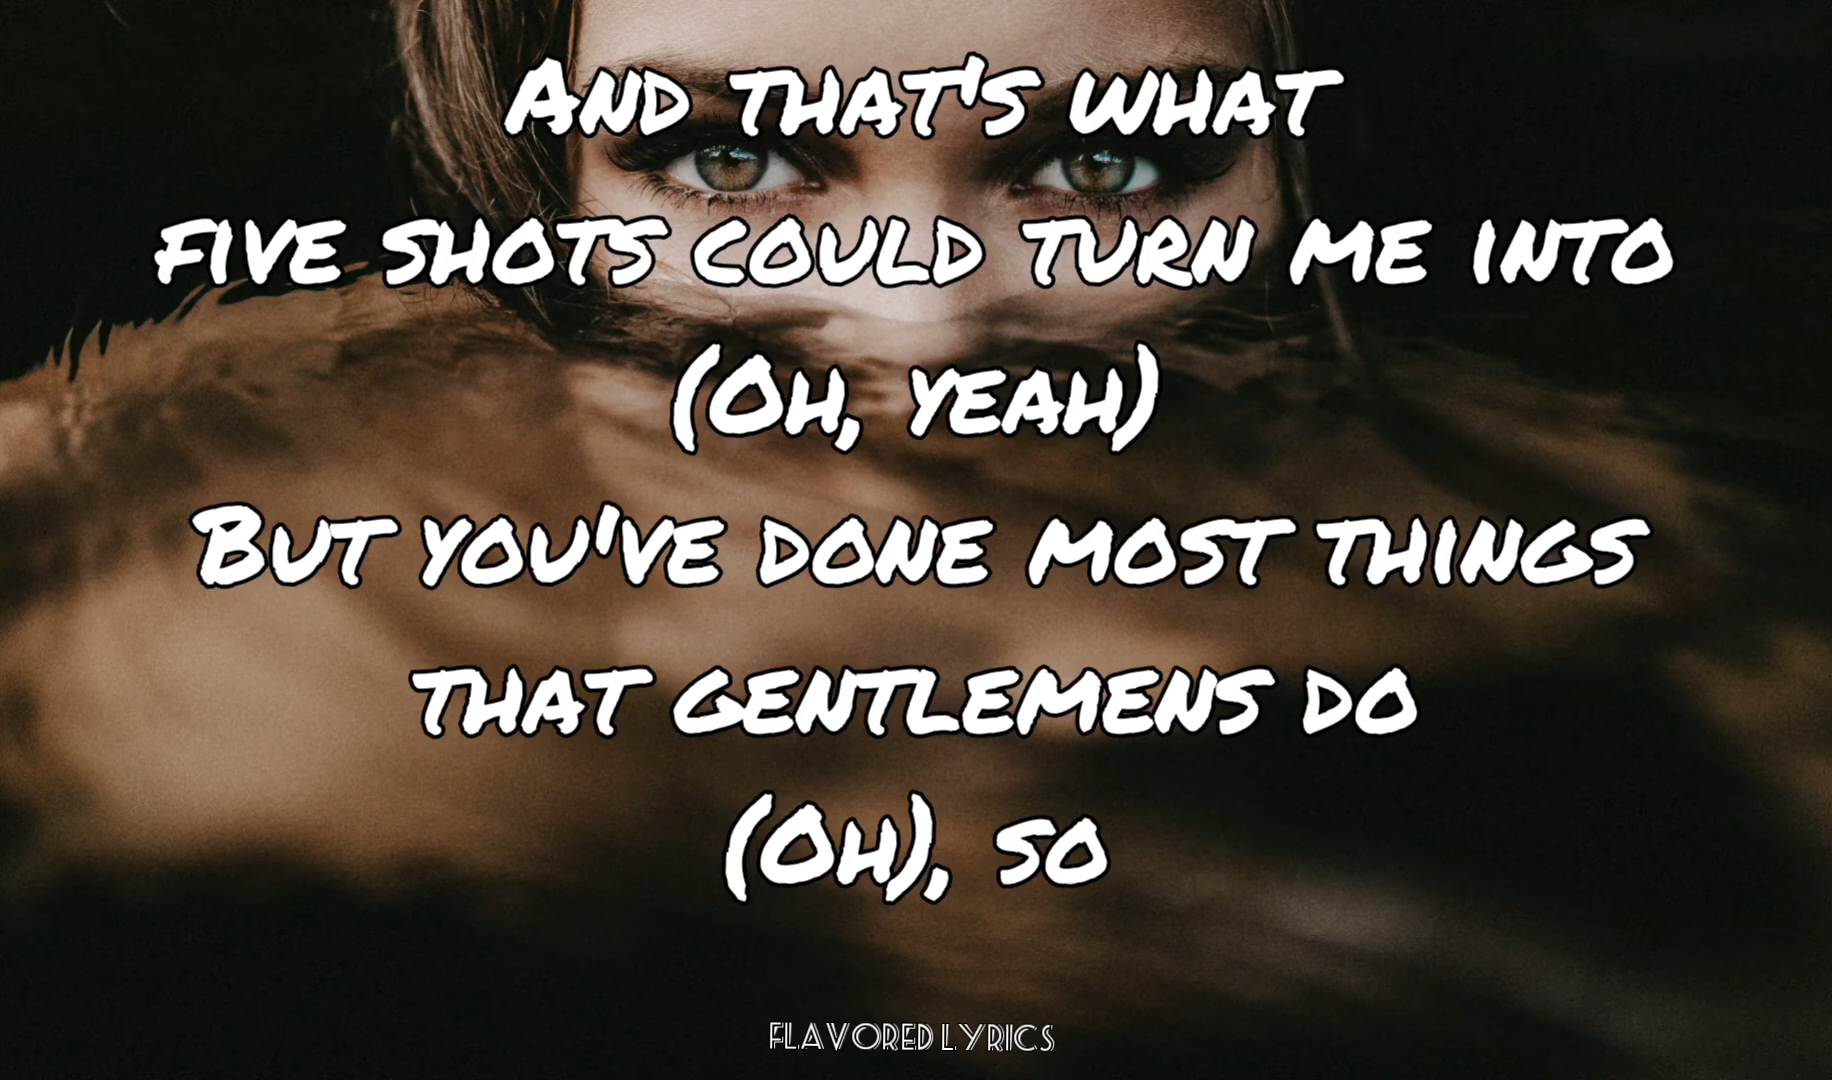 And that's what
five shots could turn me into
(Oh, yeah)
But you've done most things
that gentlemens do
(Oh), so
FLAVORED LYRICS